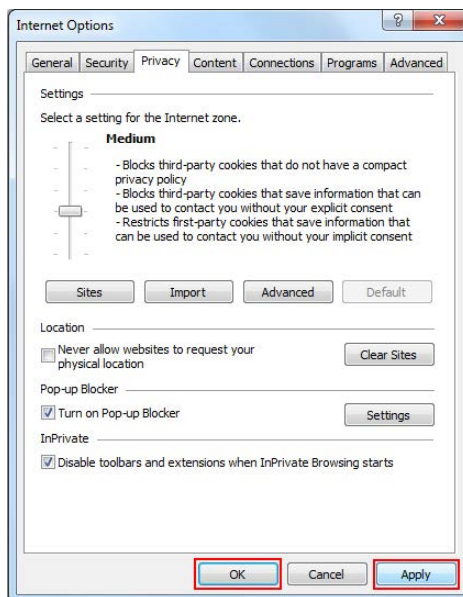 Internet Options
General Security Privacy Content Connections Programs Advanced
Settings
Select a setting for the Internet zone.
Medium
- Blocks third-party cookies that do not have a compact
privacy policy
- Blocks third-party cookies that save information that can
be used to contact you without your explicit consent
- Restricts first-party cookies that save information that
can be used to contact you without your implicit consent
Sites Import Advanced Default
Location
Never allow websites to request your
physical location
Clear Sites
Pop-up Blocker
Turn on Pop-up Blocker Settings
InPrivate
Disable toolbars and extensions when InPrivate Browsing starts
OK Cancel Apply